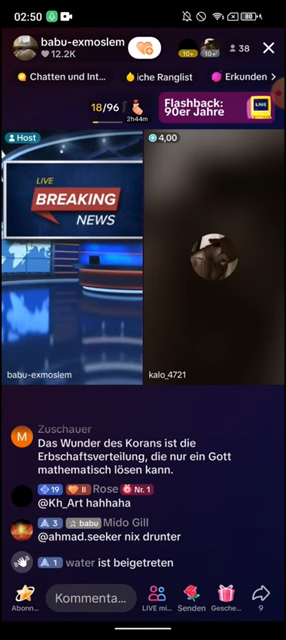 02:50
80
babu-exmoslem
12.2K
10+
10+
38
Chatten und Int...
iche Ranglist
Erkunden
18/96
2h44m
Flashback:
90er Jahre
LIVE
Host
4,00
LIVE
BREAKING
NEWS
babu-exmoslem
kalo_4721
M
Zuschauer
Das Wunder des Korans ist die
Erbschaftsverteilung, die nur ein Gott
mathematisch lösen kann.
19 II Rose Nr. 1
@Kh_Art hahhaha
3 babu Mido Gill
@ahmad.seeker nix drunter
1 water ist beigetreten
Kommenta...
Abonn...
LIVE mi...
Senden
Gesche...
9